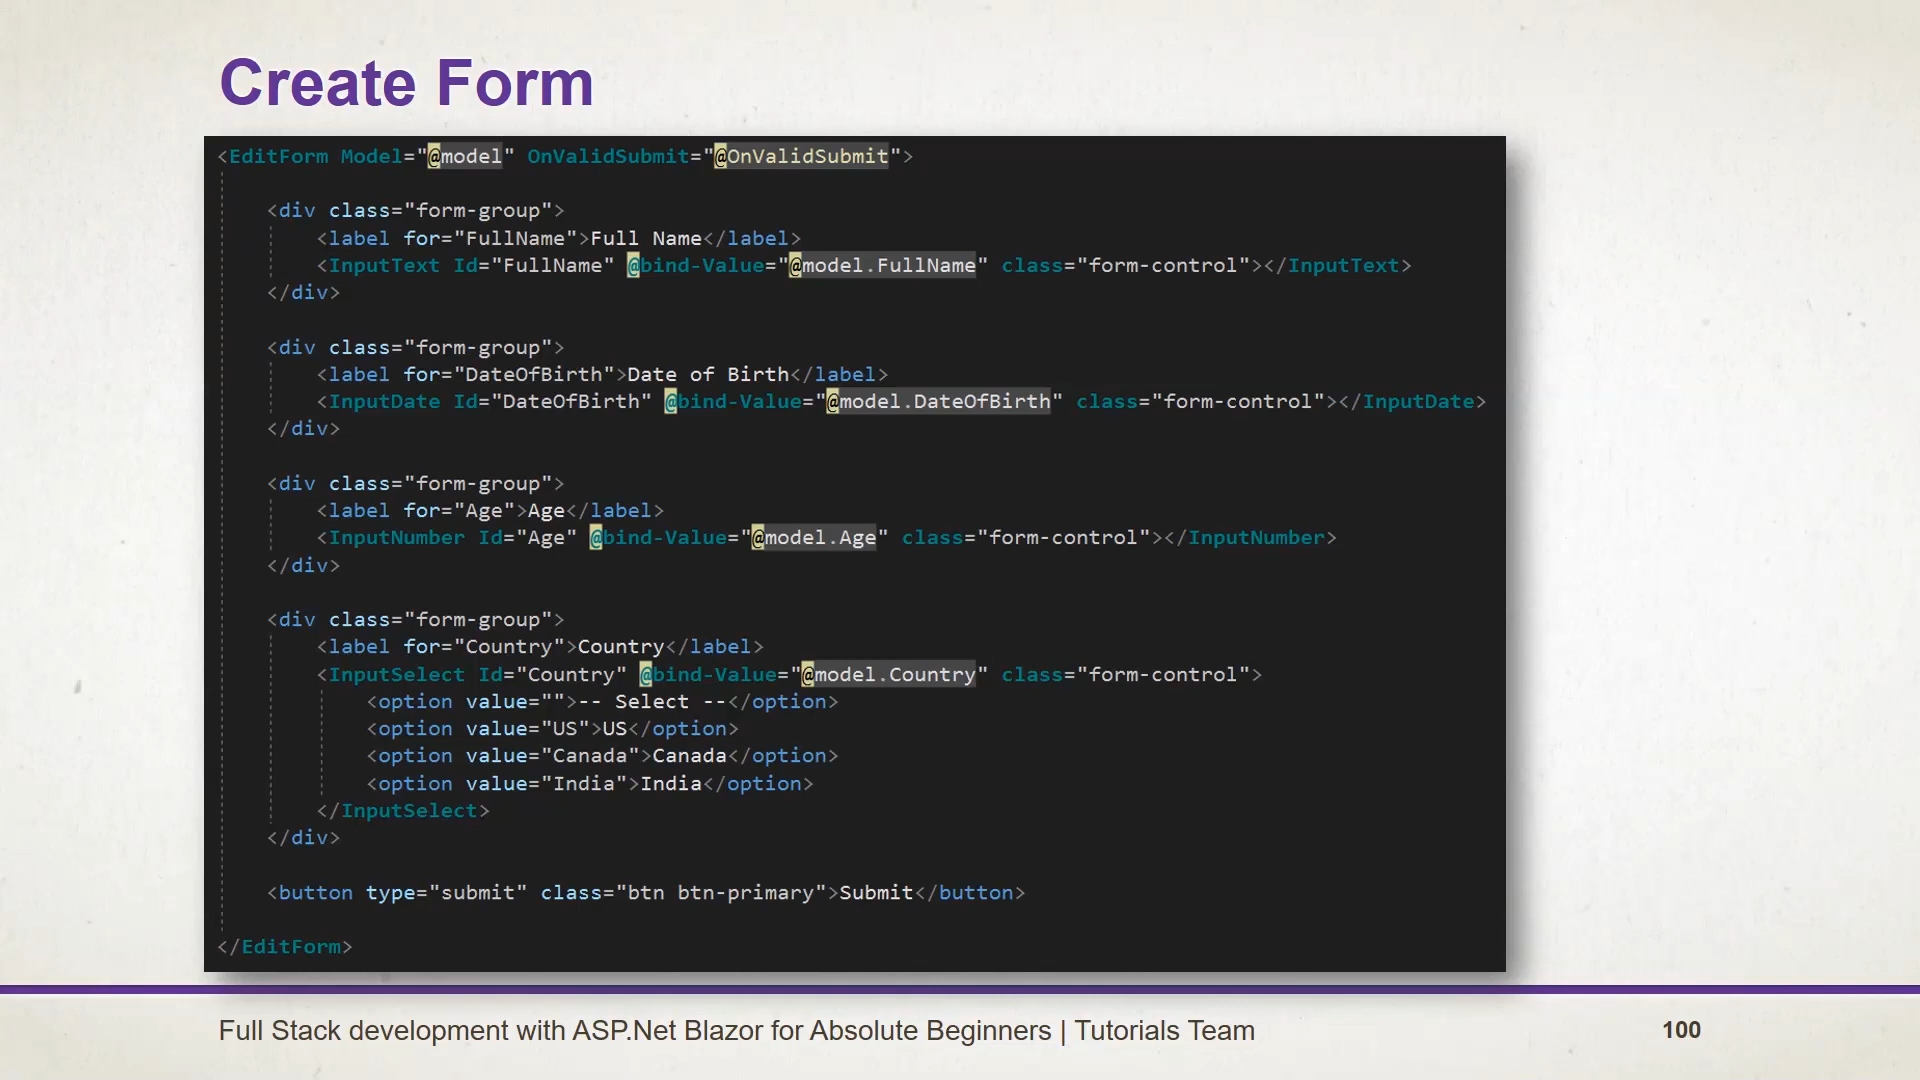 Create Form
<EditForm Model="@model" OnValidSubmit="@OnValidSubmit">
<div class="form-group">
<label for="FullName">Full Name</label>
<InputText Id="FullName" @bind-Value="@model.FullName" class="form-control"></InputText>
</div>
<div class="form-group">
<label for="DateOfBirth">Date of Birth</label>
<InputDate Id="DateOfBirth" @bind-Value="@model.DateOfBirth" class="form-control"></InputDate>
</div>
<div class="form-group">
<label for="Age">Age</label>
<InputNumber Id="Age" @bind-Value="@model.Age" class="form-control"></InputNumber>
</div>
<div class="form-group">
<label for="Country">Country</label>
<InputSelect Id="Country" @bind-Value="@model.Country" class="form-control">
<option value="">-- Select --</option>
<option value="US">US</option>
<option value="Canada">Canada</option>
<option value="India">India</option>
</InputSelect>
</div>
<button type="submit" class="btn btn-primary">Submit</button>
</EditForm>
Full Stack development with ASP.Net Blazor for Absolute Beginners | Tutorials Team
100